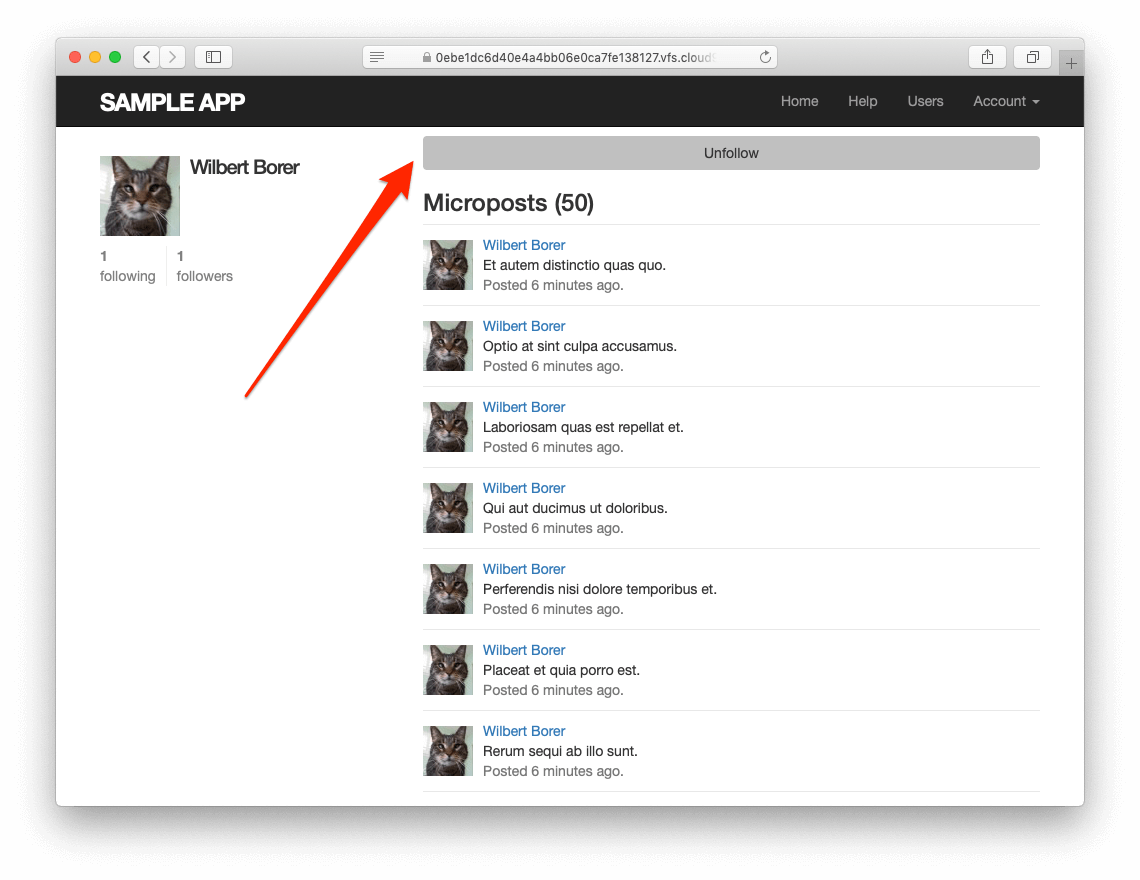 0ebe1dc6d40e4a4bb06e0ca7fe138127.vfs.cloud
SAMPLE APP
Home
Help
Users
Account
Wilbert Borer
1
following
1
followers
Unfollow
Microposts (50)
Wilbert Borer
Et autem distinctio quas quo.
Posted 6 minutes ago.
Wilbert Borer
Optio at sint culpa accusamus.
Posted 6 minutes ago.
Wilbert Borer
Laboriosam quas est repellat et.
Posted 6 minutes ago.
Wilbert Borer
Qui aut ducimus ut doloribus.
Posted 6 minutes ago.
Wilbert Borer
Perferendis nisi dolore temporibus et.
Posted 6 minutes ago.
Wilbert Borer
Placeat et quia porro est.
Posted 6 minutes ago.
Wilbert Borer
Rerum sequi ab illo sunt.
Posted 6 minutes ago.